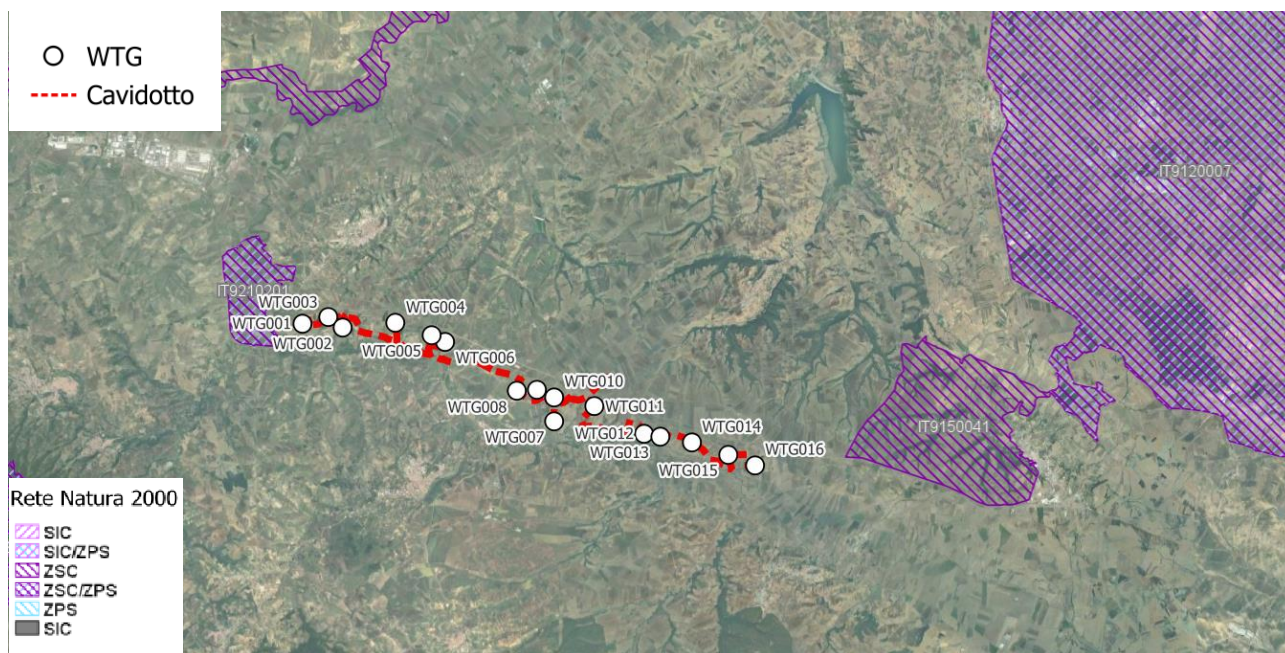 WTG
Cavidotto
IT9120007
IT9210201
WTG003
WTG004
WTG001
WTG002
WTG005
WTG006
WTG010
WTG008
WTG011
WTG007
WTG012
WTG014
WTG013
WTG016
WTG015
IT9150041
Rete Natura 2000
SIC
SIC/ZPS
ZSC
ZSC/ZPS
ZPS
SIC